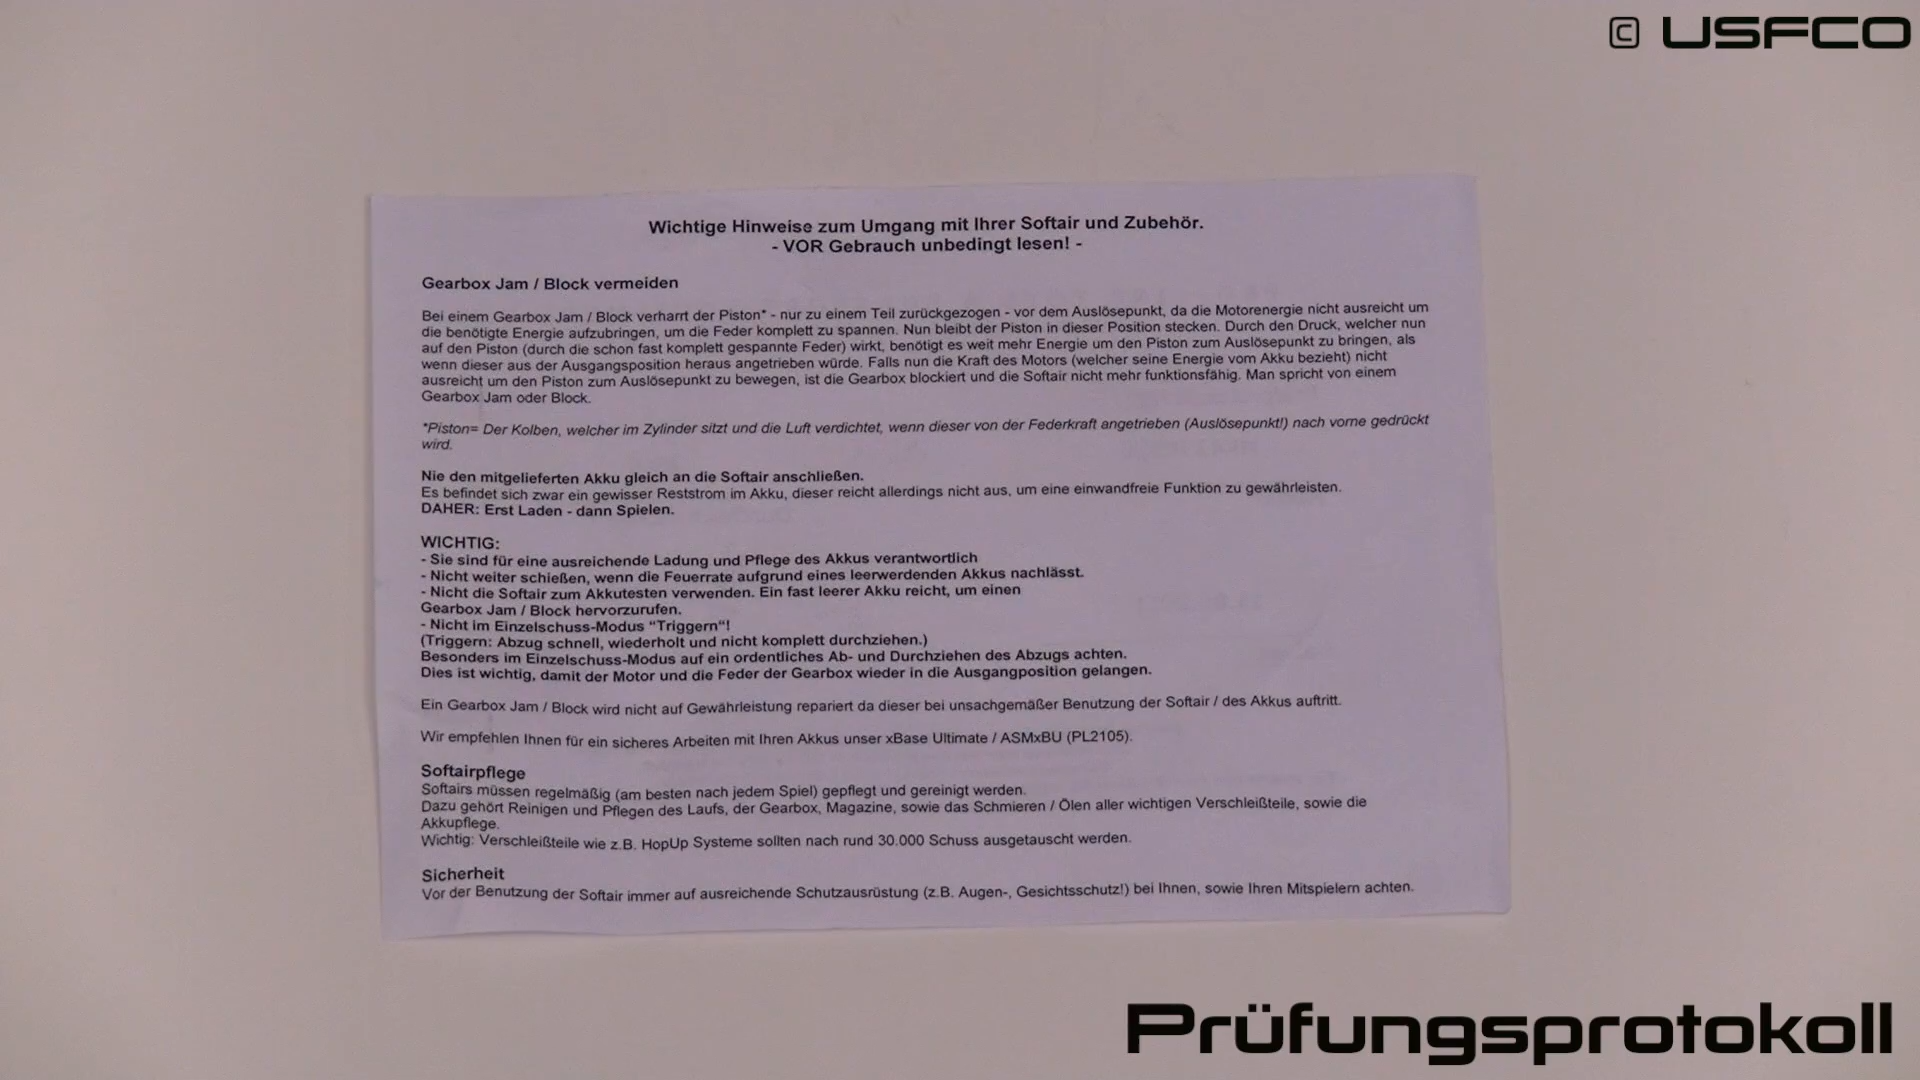 © USFCO
Wichtige Hinweise zum Umgang mit Ihrer Softair und Zubehör.
- VOR Gebrauch unbedingt lesen! -
Gearbox Jam / Block vermeiden
Bei einem Gearbox Jam / Block verharrt der Piston* - nur zu einem Teil zurückgezogen - vor dem Auslösepunkt, da die Motorenergie nicht ausreicht um
die benötigte Energie aufzubringen, um die Feder komplett zu spannen. Nun bleibt der Piston in dieser Position stecken. Durch den Druck, welcher nun
auf den Piston (durch die schon fast komplett gespannte Feder) wirkt, benötigt es weit mehr Energie um den Piston zum Auslösepunkt zu bringen, als
wenn dieser aus der Ausgangsposition heraus angetrieben würde. Falls nun die Kraft des Motors (welcher seine Energie vom Akku bezieht) nicht
ausreicht um den Piston zum Auslösepunkt zu bewegen, ist die Gearbox blockiert und die Softair nicht mehr funktionsfähig. Man spricht von einem
Gearbox Jam oder Block.
*Piston= Der Kolben, welcher im Zylinder sitzt und die Luft verdichtet, wenn dieser von der Federkraft angetrieben (Auslösepunkt!) nach vorne gedrückt
wird.
Nie den mitgelieferten Akku gleich an die Softair anschließen.
Es befindet sich zwar ein gewisser Reststrom im Akku, dieser reicht allerdings nicht aus, um eine einwandfreie Funktion zu gewährleisten.
DAHER: Erst Laden - dann Spielen.
WICHTIG:
- Sie sind für eine ausreichende Ladung und Pflege des Akkus verantwortlich
- Nicht weiter schießen, wenn die Feuerrate aufgrund eines leerwerdenden Akkus nachlässt.
- Nicht die Softair zum Akkutesten verwenden. Ein fast leerer Akku reicht, um einen
Gearbox Jam / Block hervorzurufen.
- Nicht im Einzelschuss-Modus “Triggern“!
(Triggern: Abzug schnell, wiederholt und nicht komplett durchziehen.)
Besonders im Einzelschuss-Modus auf ein ordentliches Ab- und Durchziehen des Abzugs achten.
Dies ist wichtig, damit der Motor und die Feder der Gearbox wieder in die Ausgangposition gelangen.
Ein Gearbox Jam / Block wird nicht auf Gewährleistung repariert da dieser bei unsachgemäßer Benutzung der Softair / des Akkus auftritt.
Wir empfehlen Ihnen für ein sicheres Arbeiten mit Ihren Akkus unser xBase Ultimate / ASMxBU (PL2105).
Softairpflege
Softairs müssen regelmäßig (am besten nach jedem Spiel) gepflegt und gereinigt werden.
Dazu gehört Reinigen und Pflegen des Laufs, der Gearbox, Magazine, sowie das Schmieren / Ölen aller wichtigen Verschleißteile, sowie die
Akkupflege.
Wichtig: Verschleißteile wie z.B. HopUp Systeme sollten nach rund 30.000 Schuss ausgetauscht werden.
Sicherheit
Vor der Benutzung der Softair immer auf ausreichende Schutzausrüstung (z.B. Augen-, Gesichtsschutz!) bei Ihnen, sowie Ihren Mitspielern achten.
Prüfungsprotokoll